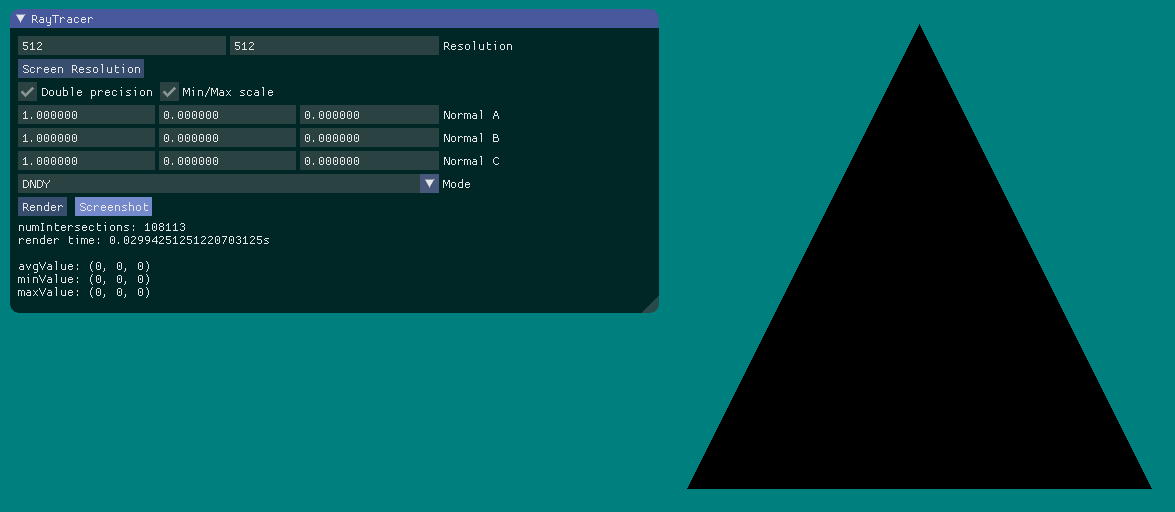 RayTracer
512 512 Resolution
Screen Resolution
Double precision Min/Max scale
1.000000 0.000000 0.000000 Normal A
1.000000 0.000000 0.000000 Normal B
1.000000 0.000000 0.000000 Normal C
DNDY Mode
Render Screenshot
numIntersections: 108113
render time: 0.02994251251220703125s
avgValue: (0, 0, 0)
minValue: (0, 0, 0)
maxValue: (0, 0, 0)